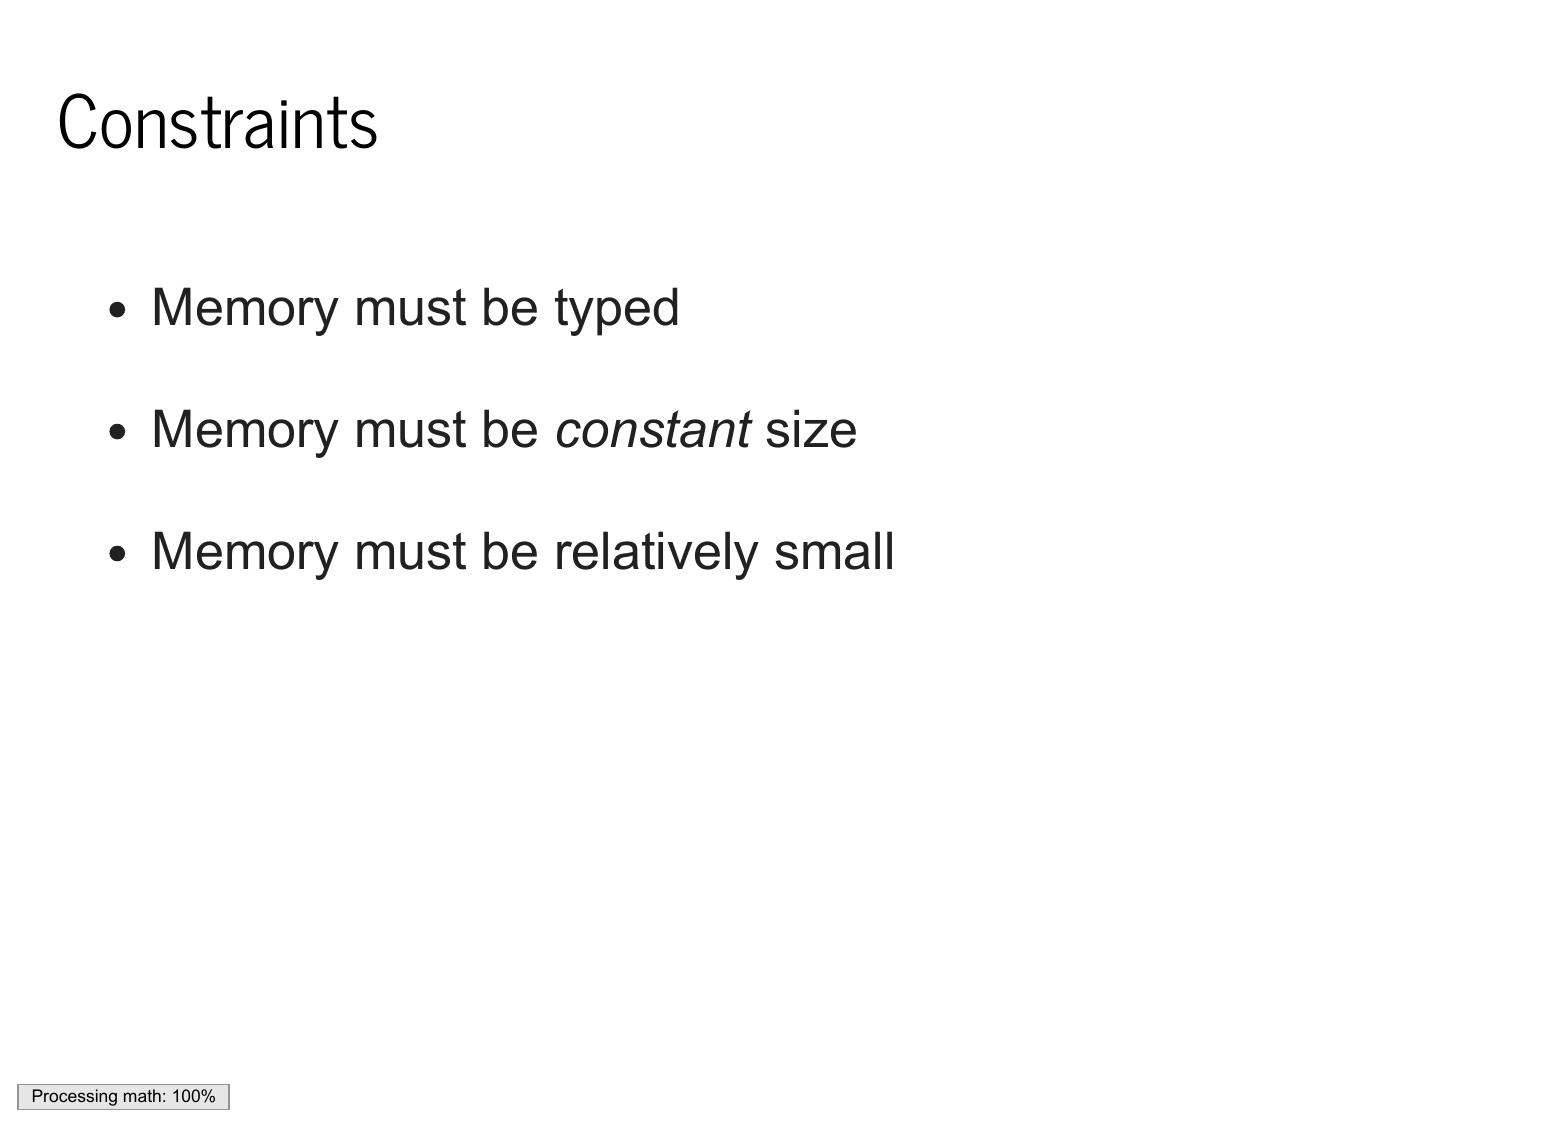 Constraints
• Memory must be typed
• Memory must be constant size
• Memory must be relatively small
Processing math: 100%